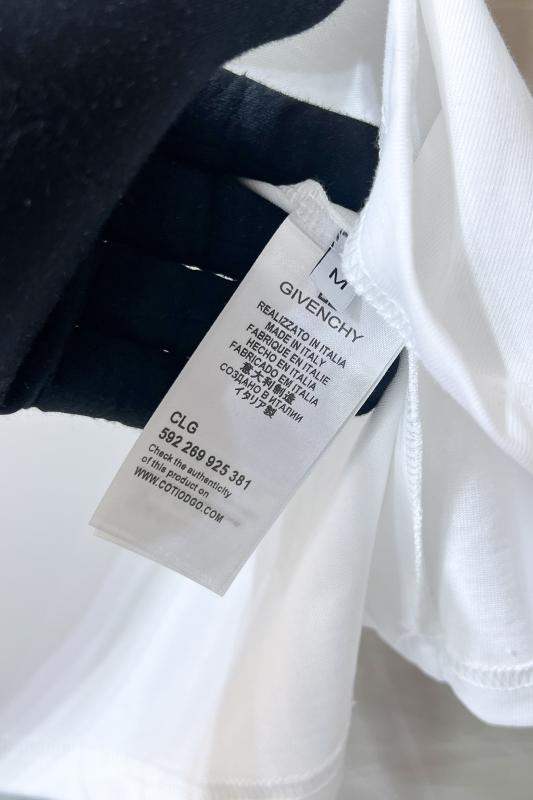 M
GIVENCHY
REALIZZATO IN ITALIA
MADE IN ITALY
FABRIQUE EN ITALIE
HECHO EN ITALIA
FABRICADO EM ITALIA
意大利制造
СОЗДАНО В ИТАЛИИ
イタリア製
CLG
592 269 925 381
Check the authenticity
of this product on
WWW.COTIODGO.COM